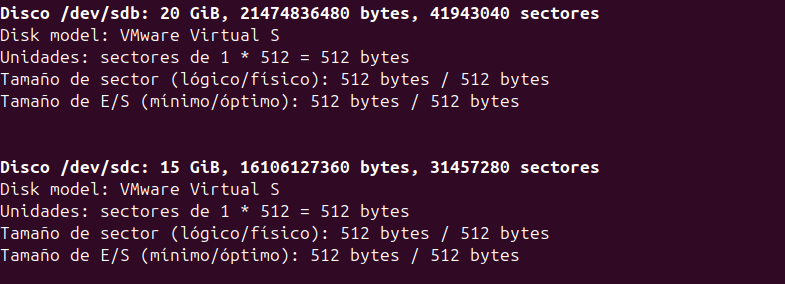 Disco /dev/sdb: 20 GiB, 21474836480 bytes, 41943040 sectores
Disk model: VMware Virtual S
Unidades: sectores de 1 * 512 = 512 bytes
Tamaño de sector (lógico/físico): 512 bytes / 512 bytes
Tamaño de E/S (mínimo/óptimo): 512 bytes / 512 bytes
Disco /dev/sdc: 15 GiB, 16106127360 bytes, 31457280 sectores
Disk model: VMware Virtual S
Unidades: sectores de 1 * 512 = 512 bytes
Tamaño de sector (lógico/físico): 512 bytes / 512 bytes
Tamaño de E/S (mínimo/óptimo): 512 bytes / 512 bytes